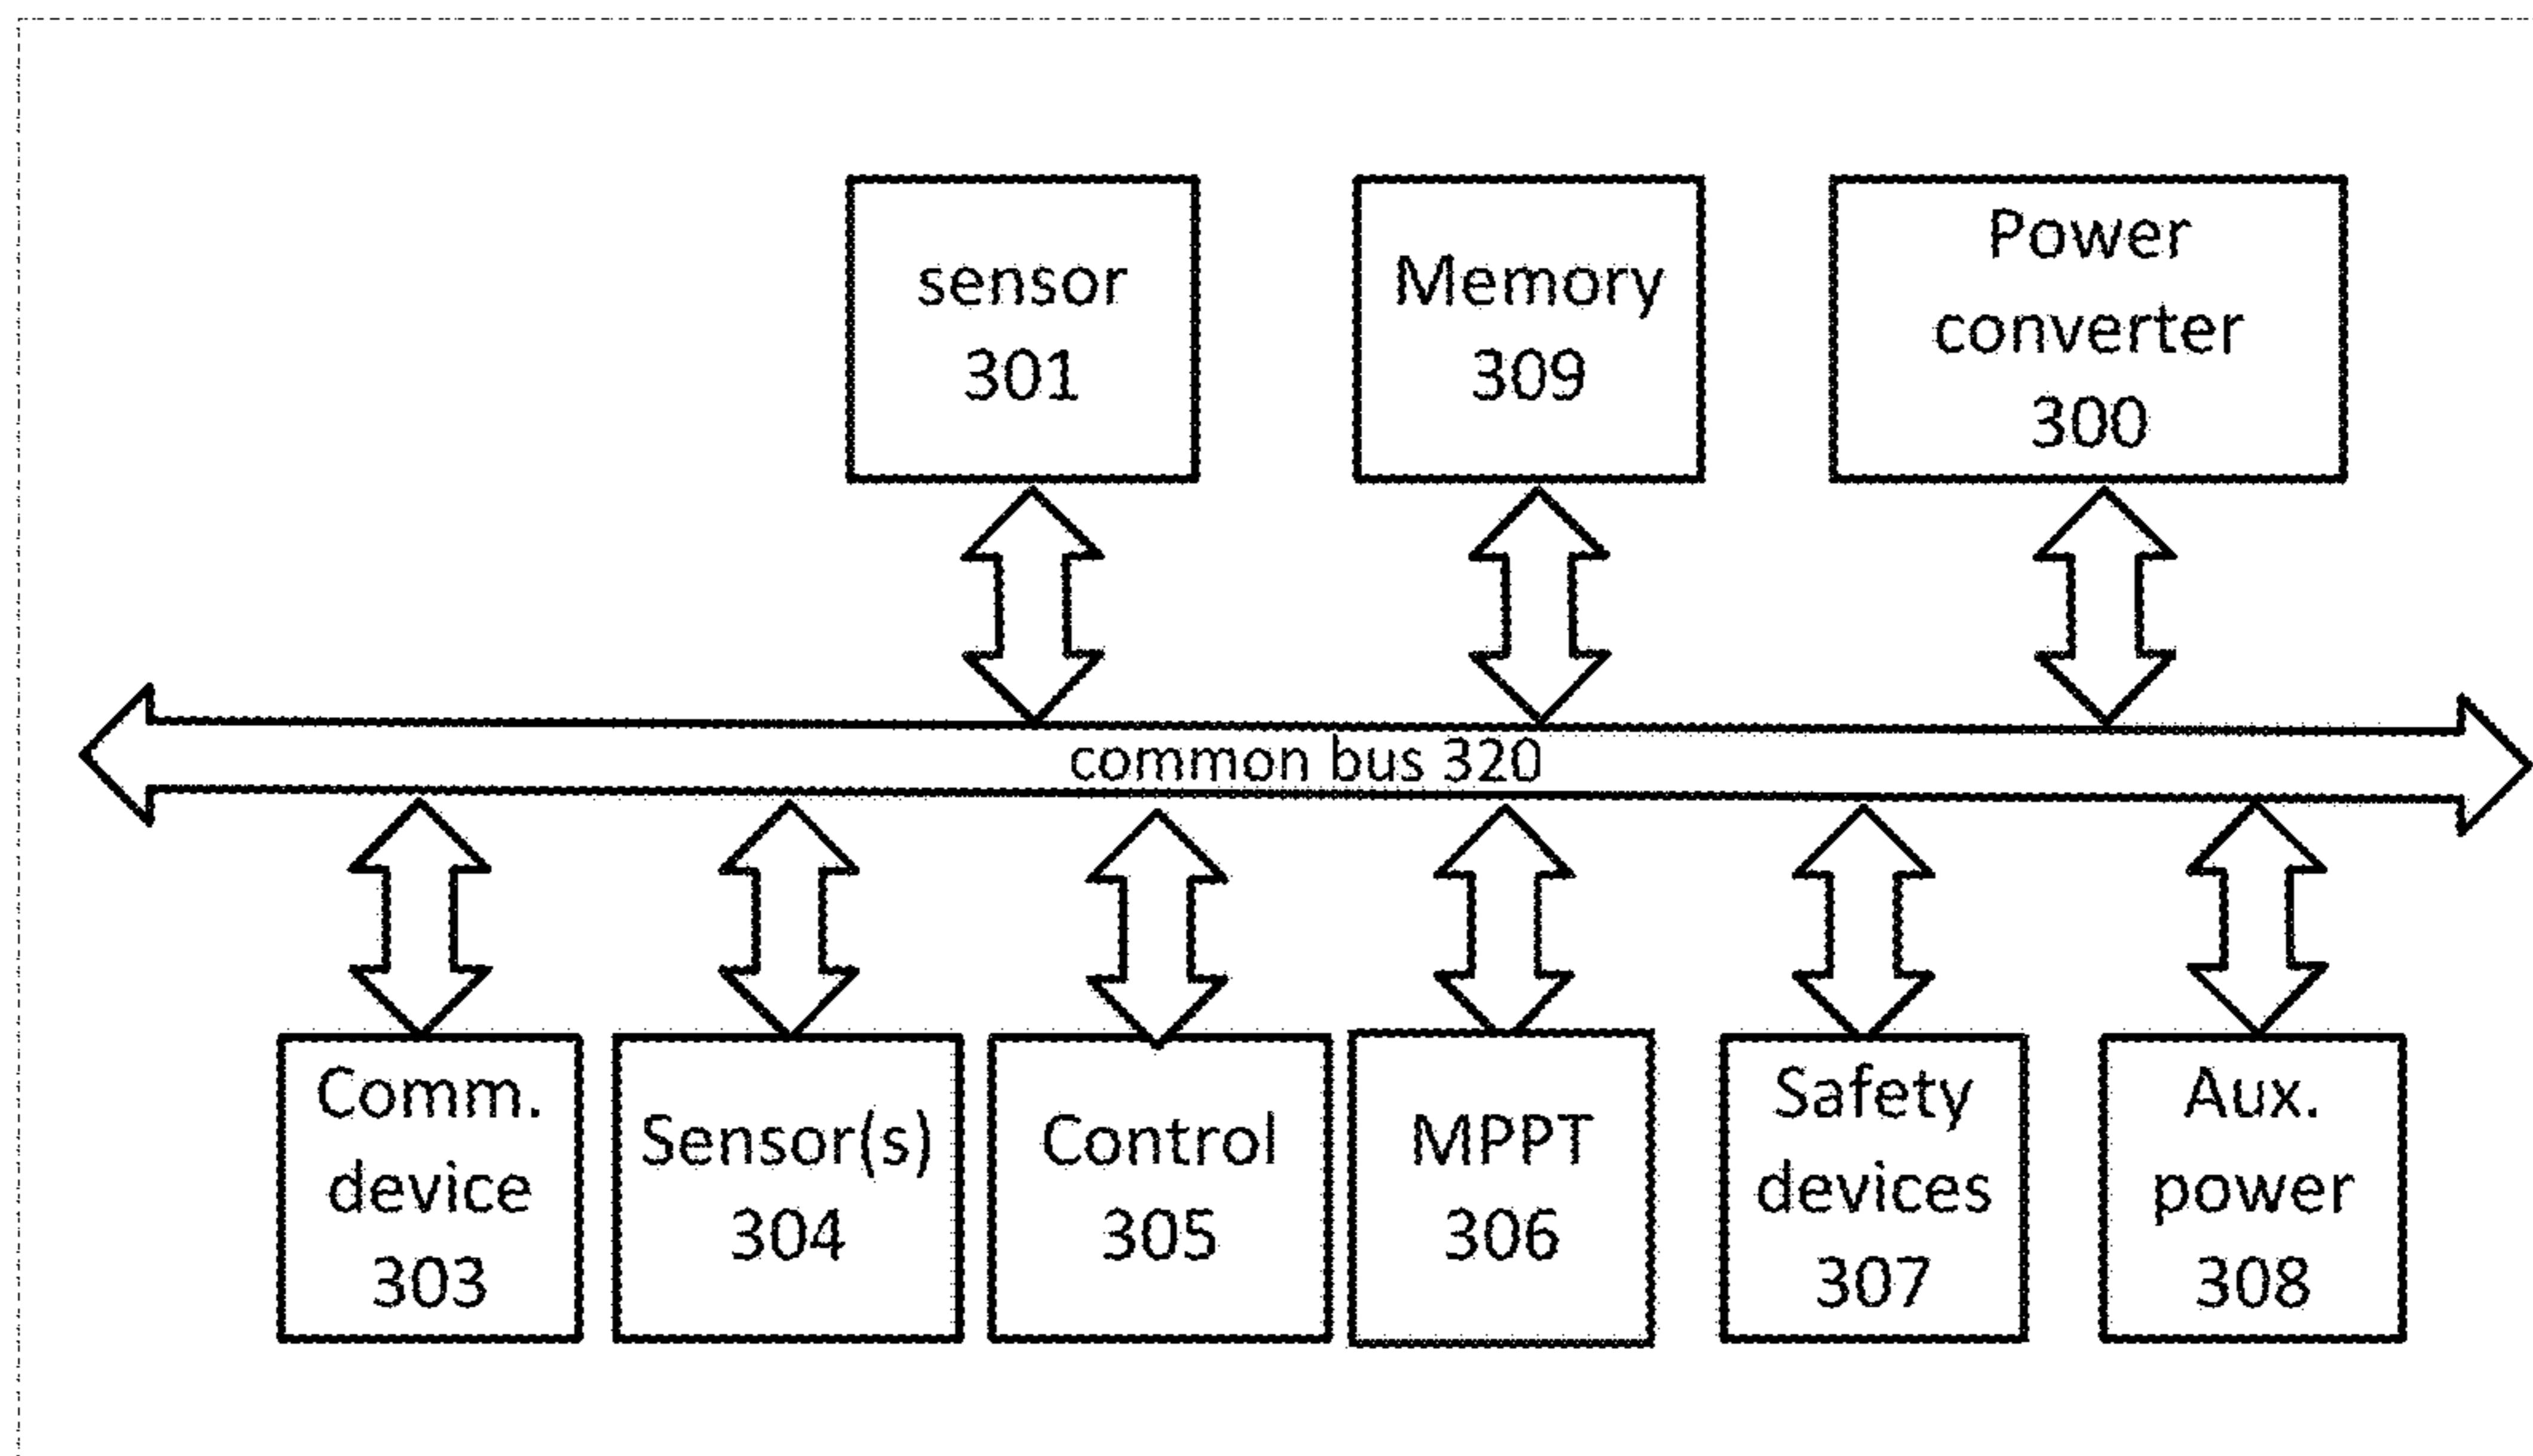 sensor
301
Memory
309
Power
converter
300
common bus 320
Comm.
device
303
Sensor(s)
304
Control
305
MPPT
306
Safety
devices
307
Aux.
power
308